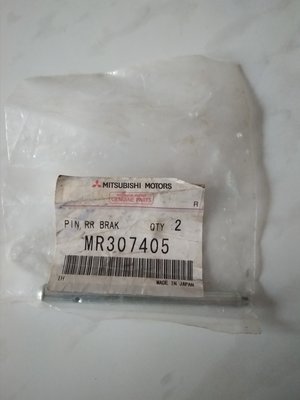 MITSUBISHI MOTORS
GENUINE PARTS
R
PIN,RR BRAK QTY 2
MR307405
MADE IN JAPAN